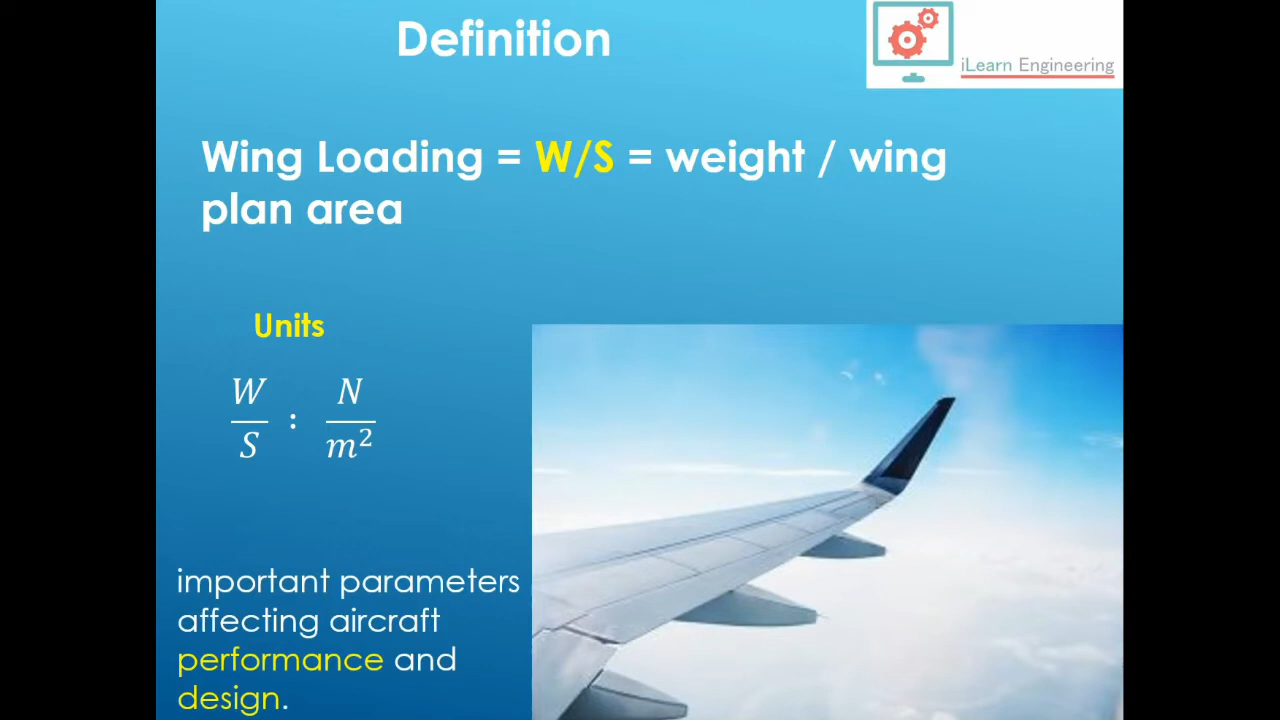 Definition
iLearn Engineering
Wing Loading = W/S = weight / wing
plan area
Units
W/S : N/m²
important parameters
affecting aircraft
performance and
design.